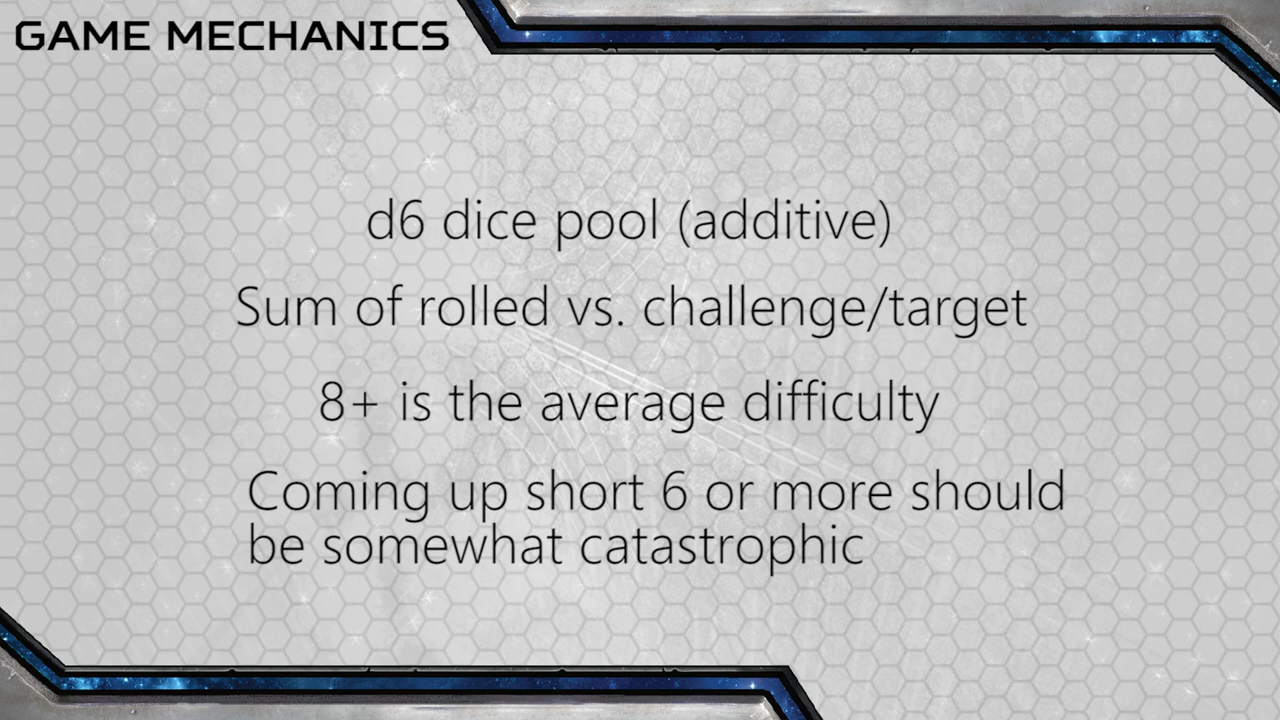 GAME MECHANICS
d6 dice pool (additive)
Sum of rolled vs. challenge/target
8+ is the average difficulty
Coming up short 6 or more should
be somewhat catastrophic